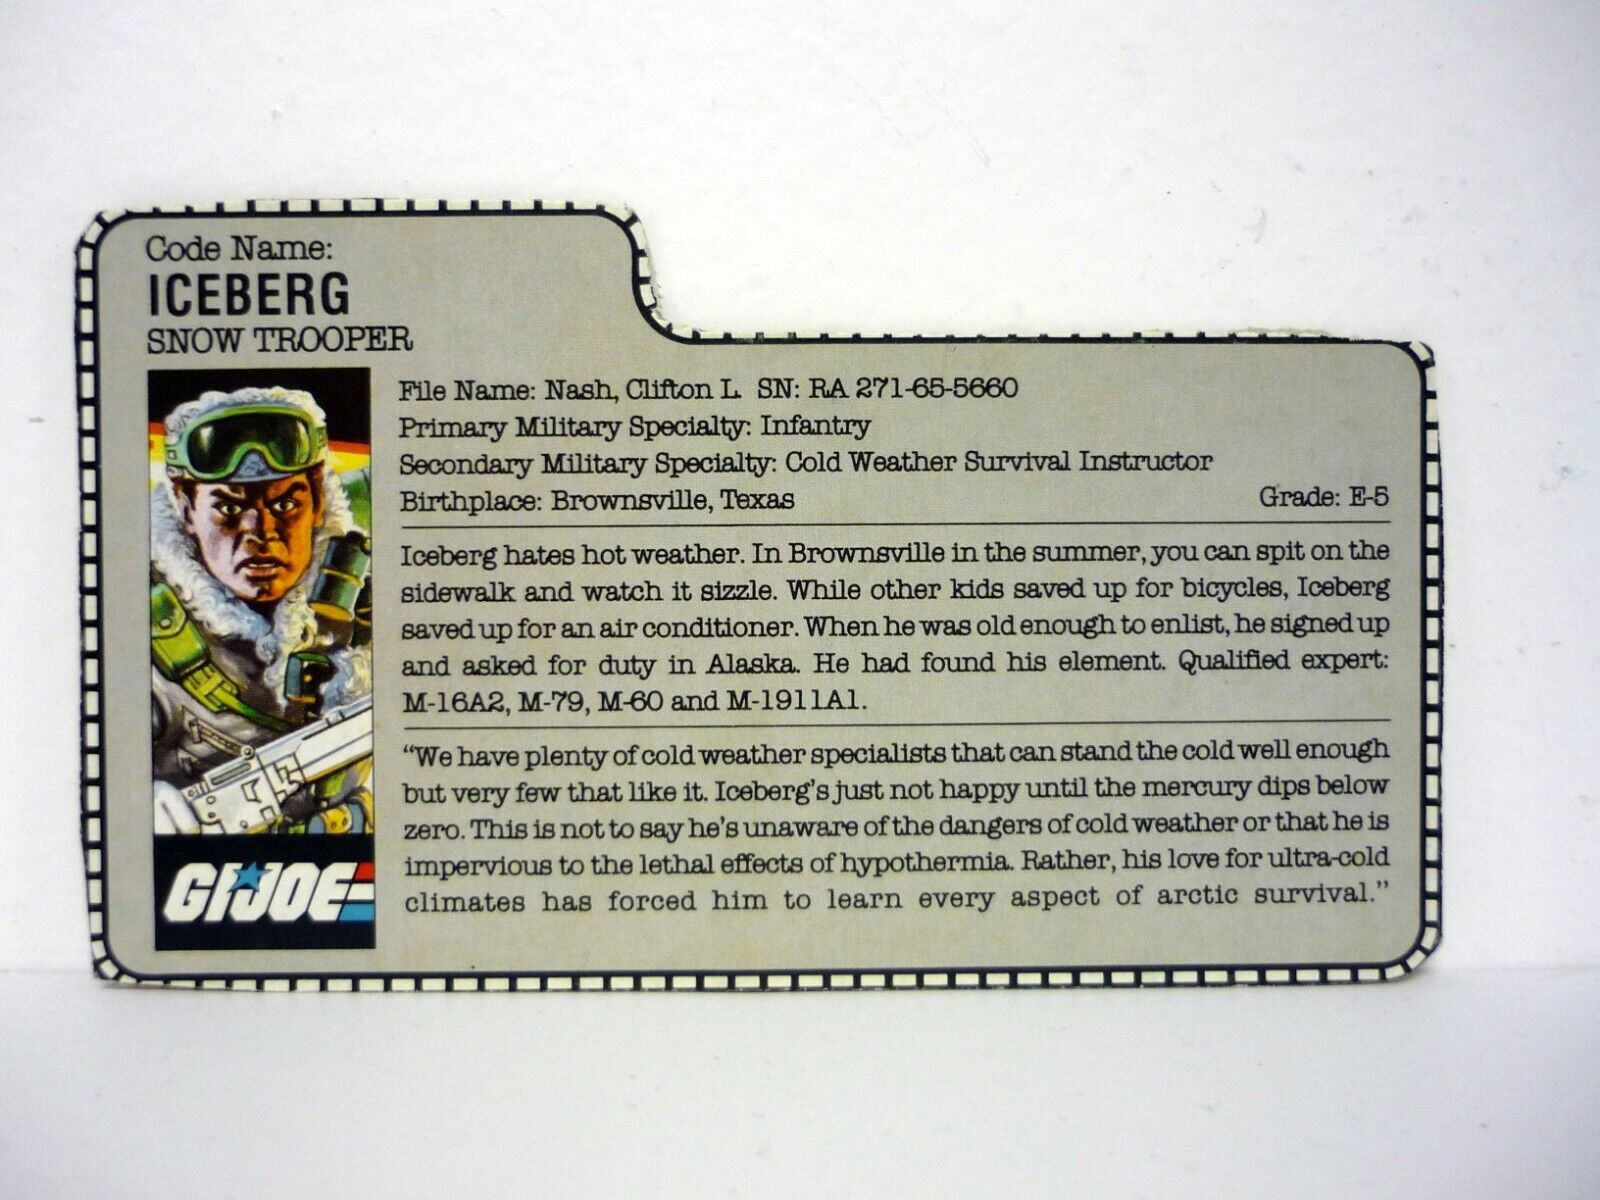 Code Name:
ICEBERG
SNOW TROOPER
File Name: Nash, Clifton L. SN: RA 271-65-5660
Primary Military Specialty: Infantry
Secondary Military Specialty: Cold Weather Survival Instructor
Birthplace: Brownsville, Texas Grade: E-5
Iceberg hates hot weather. In Brownsville in the summer, you can spit on the
sidewalk and watch it sizzle. While other kids saved up for bicycles, Iceberg
saved up for an air conditioner. When he was old enough to enlist, he signed up
and asked for duty in Alaska. He had found his element. Qualified expert:
M-16A2, M-79, M-60 and M-1911A1.
“We have plenty of cold weather specialists that can stand the cold well enough
but very few that like it. Iceberg's just not happy until the mercury dips below
zero. This is not to say he's unaware of the dangers of cold weather or that he is
impervious to the lethal effects of hypothermia. Rather, his love for ultra-cold
climates has forced him to learn every aspect of arctic survival.”
GI JOE